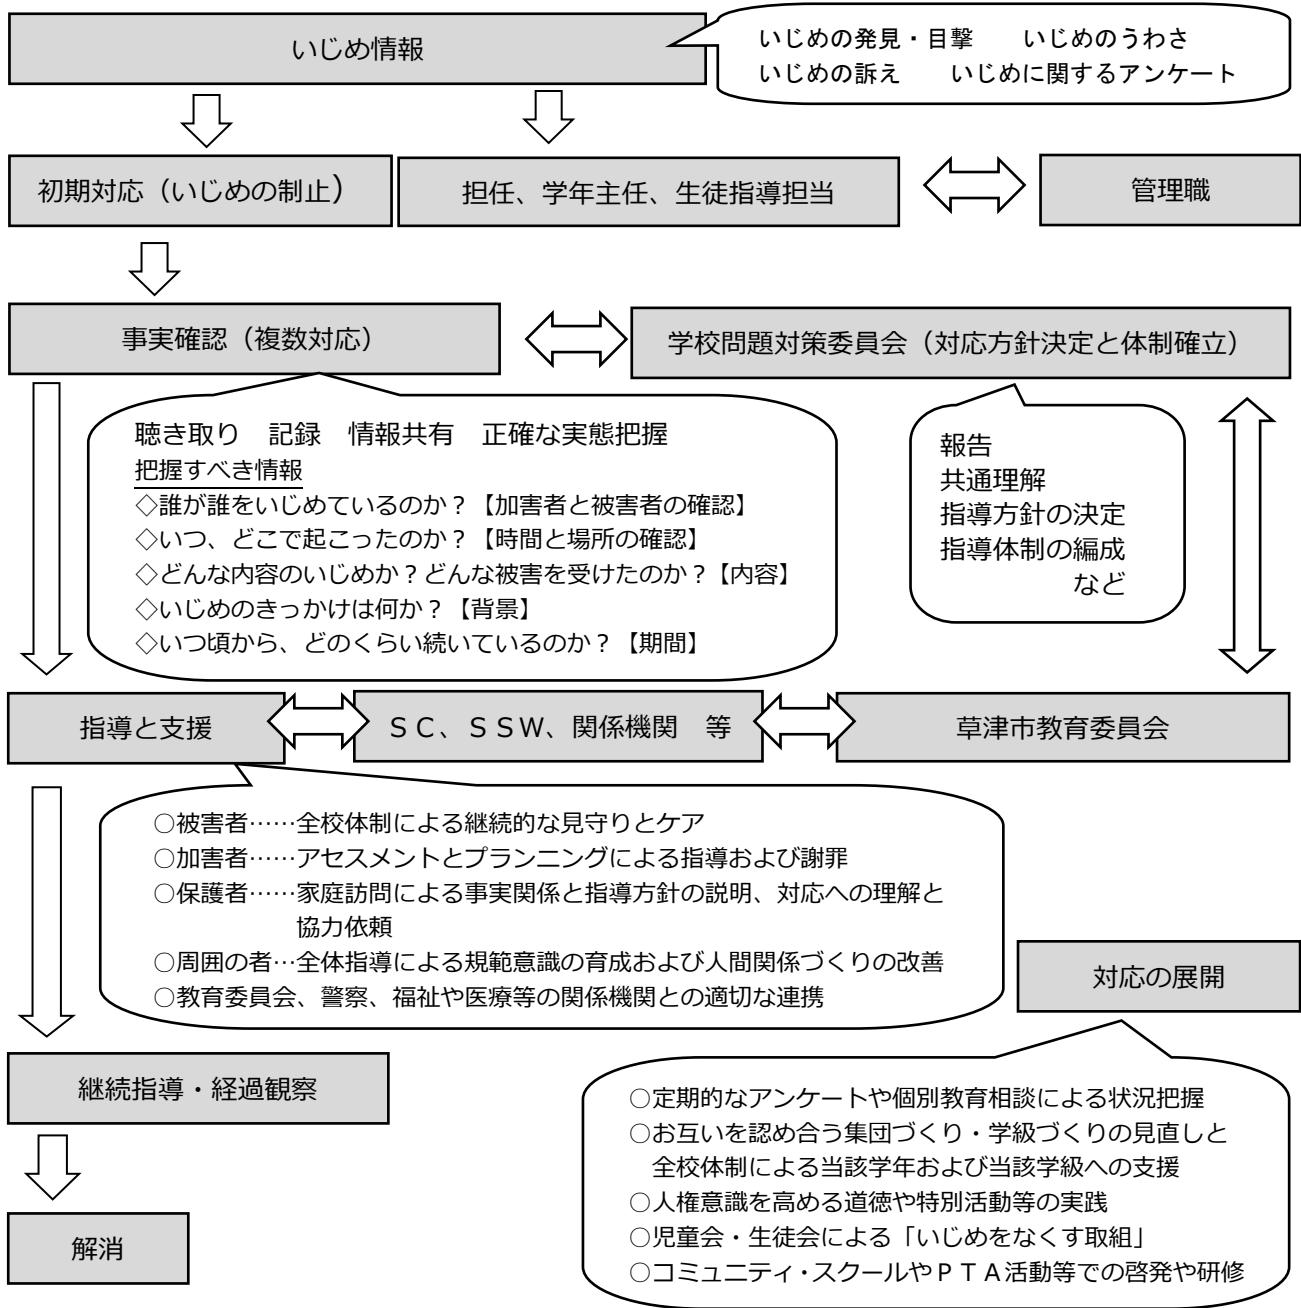 いじめ情報
いじめの発見・目撃　　いじめのうわさ
いじめの訴え　　いじめに関するアンケート
初期対応（いじめの制止）
担任、学年主任、生徒指導担当
管理職
事実確認（複数対応）
学校問題対策委員会（対応方針決定と体制確立）
聴き取り　記録　情報共有　正確な実態把握
把握すべき情報
◇誰が誰をいじめているのか？【加害者と被害者の確認】
◇いつ、どこで起こったのか？【時間と場所の確認】
◇どんな内容のいじめか？どんな被害を受けたのか？【内容】
◇いじめのきっかけは何か？【背景】
◇いつ頃から、どのくらい続いているのか？【期間】
報告
共通理解
指導方針の決定
指導体制の編成
など
指導と支援
ＳＣ、ＳＳＷ、関係機関　等
草津市教育委員会
○被害者……全校体制による継続的な見守りとケア
○加害者……アセスメントとプランニングによる指導および謝罪
○保護者……家庭訪問による事実関係と指導方針の説明、対応への理解と
協力依頼
○周囲の者…全体指導による規範意識の育成および人間関係づくりの改善
○教育委員会、警察、福祉や医療等の関係機関との適切な連携
対応の展開
継続指導・経過観察
○定期的なアンケートや個別教育相談による状況把握
○お互いを認め合う集団づくり・学級づくりの見直しと
全校体制による当該学年および当該学級への支援
○人権意識を高める道徳や特別活動等の実践
○児童会・生徒会による「いじめをなくす取組」
○コミュニティ・スクールやＰＴＡ活動等での啓発や研修
解消